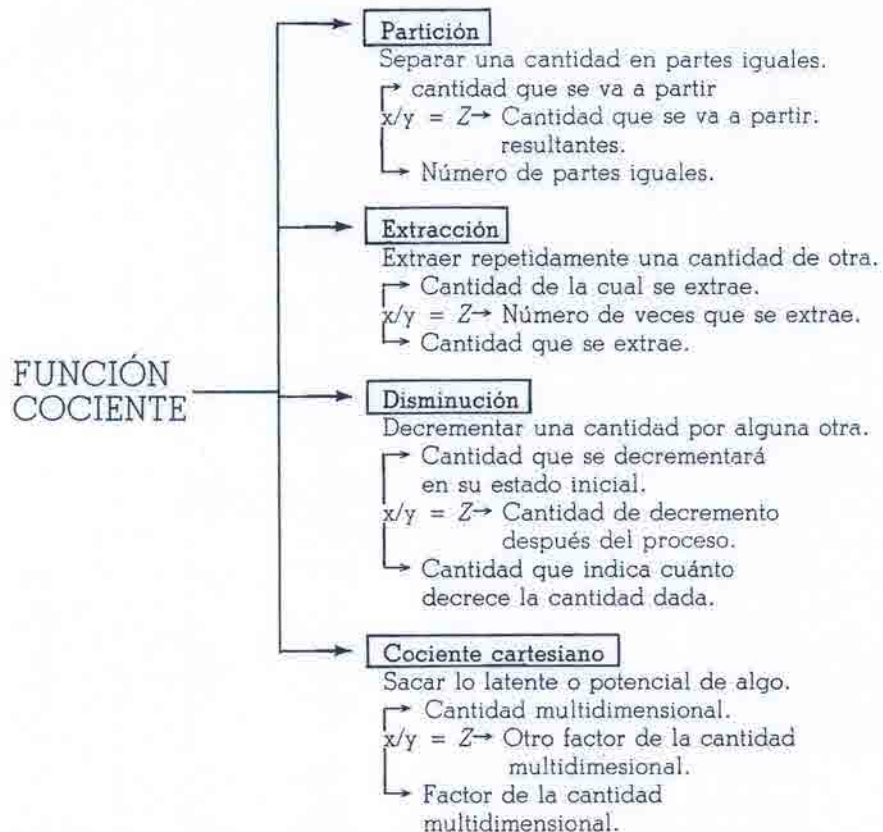 FUNCIÓN
COCIENTE
Partición
Separar una cantidad en partes iguales.
cantidad que se va a partir
x/y = Z→ Cantidad que se va a partir.
resultantes.
Número de partes iguales.
Extracción
Extraer repetidamente una cantidad de otra.
Cantidad de la cual se extrae.
x/y = Z→ Número de veces que se extrae.
Cantidad que se extrae.
Disminución
Decrementar una cantidad por alguna otra.
Cantidad que se decrementará
en su estado inicial.
x/y = Z→ Cantidad de decremento
después del proceso.
Cantidad que indica cuánto
decrece la cantidad dada.
Cociente cartesiano
Sacar lo latente o potencial de algo.
Cantidad multidimensional.
x/y = Z→ Otro factor de la cantidad
multidimesional.
Factor de la cantidad
multidimensional.